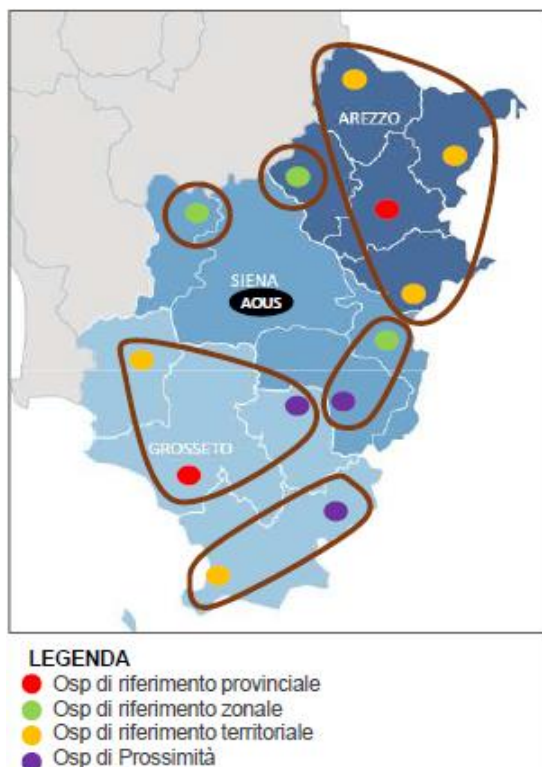 AREZZO
SIENA
AOUS
GROSSETO
LEGENDA
Osp di riferimento provinciale
Osp di riferimento zonale
Osp di riferimento territoriale
Osp di Prossimità